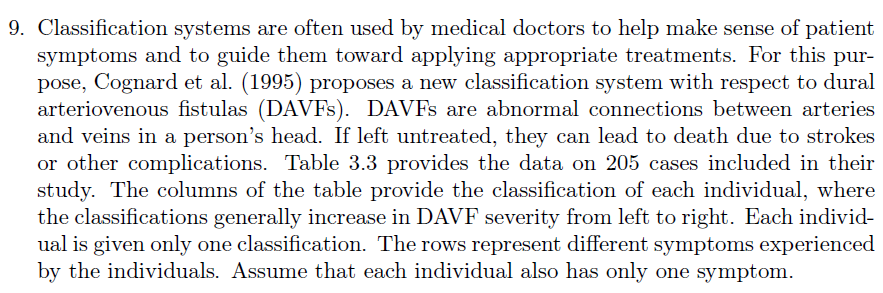 9. Classification systems are often used by medical doctors to help make sense of patient
symptoms and to guide them toward applying appropriate treatments. For this pur-
pose, Cognard et al. (1995) proposes a new classification system with respect to dural
arteriovenous fistulas (DAVFs). DAVFs are abnormal connections between arteries
and veins in a person's head. If left untreated, they can lead to death due to strokes
or other complications. Table 3.3 provides the data on 205 cases included in their
study. The columns of the table provide the classification of each individual, where
the classifications generally increase in DAVF severity from left to right. Each individ-
ual is given only one classification. The rows represent different symptoms experienced
by the individuals. Assume that each individual also has only one symptom.